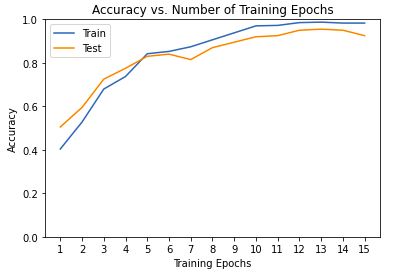 Accuracy vs. Number of Training Epochs
1.0
Train
Test
0.8
0.6
Accuracy
0.4
0.2
0.0
1 2 3 4 5 6 7 8 9 10 11 12 13 14 15
Training Epochs